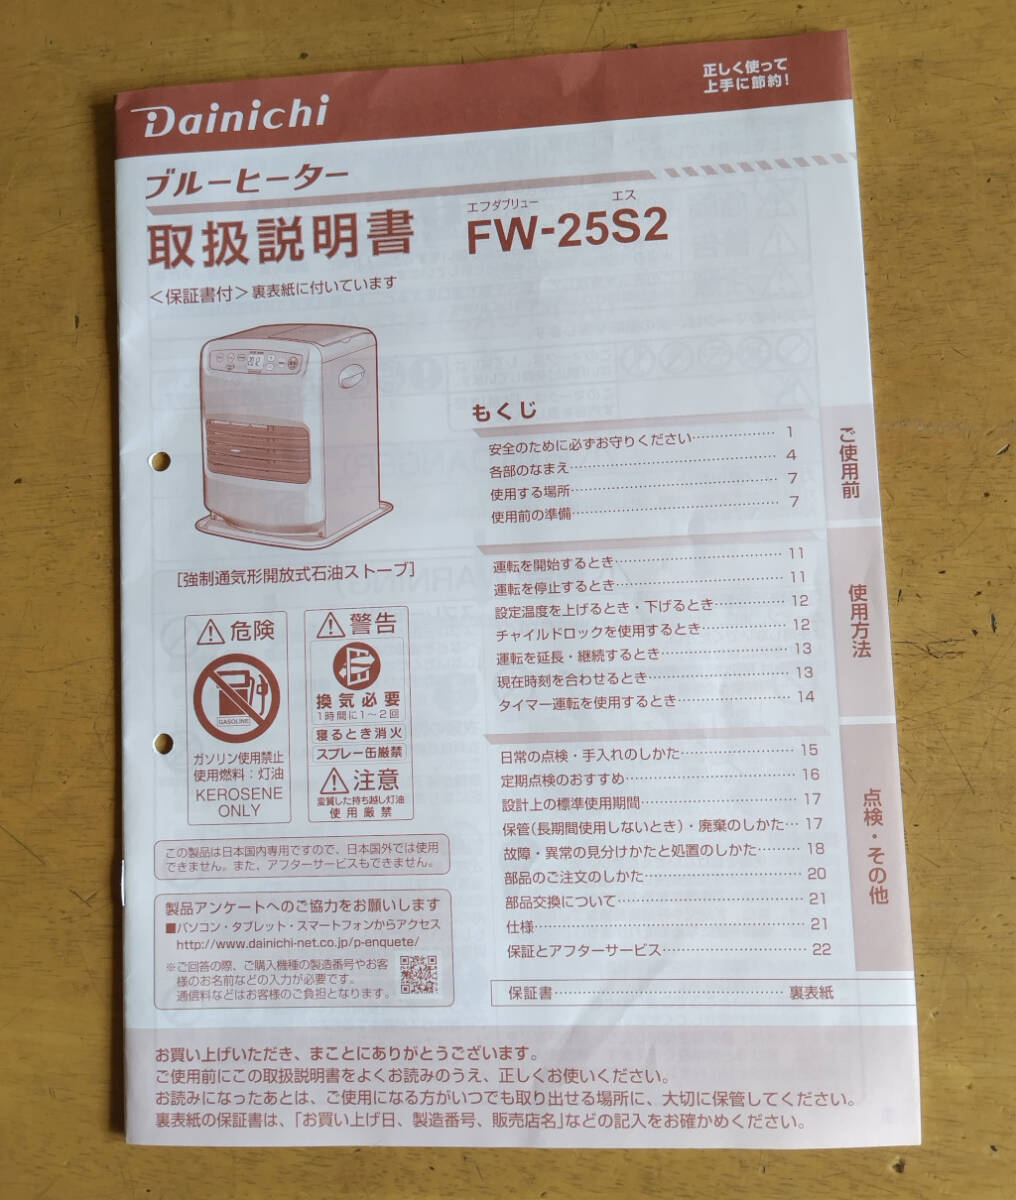 正しく使って
上手に節約!
Dainichi
ブルーヒーター
取扱説明書
エフダブリュー エス
FW-25S2
<保証書付>裏表紙に付いています
[強制通気形開放式石油ストーブ]
危険
GASOLINE
ガソリン使用禁止
使用燃料:灯油
KEROSENE
ONLY
警告
換気必要
1時間に1~2回
寝るとき消火
スプレー缶厳禁
注意
変質した持ち越し灯油
使用厳禁
この製品は日本国内専用ですので、日本国外では使用
できません。また、アフターサービスもできません。
製品アンケートへのご協力をお願いします
■パソコン・タブレット・スマートフォンからアクセス
http://www.dainichi-net.co.jp/p-enquete/
※ご回答の際、ご購入機種の製造番号やお客
様のお名前などの入力が必要です。
通信料などはお客様のご負担となります。
もくじ
安全のために必ずお守りください………………1
各部のなまえ………………4
使用する場所………………7
使用前の準備………………7
ご使用前
運転を開始するとき………………11
運転を停止するとき………………11
設定温度を上げるとき・下げるとき………………12
チャイルドロックを使用するとき………………12
運転を延長・継続するとき………………13
現在時刻を合わせるとき………………13
タイマー運転を使用するとき………………14
使用方法
日常の点検・手入れのしかた………………15
定期点検のおすすめ………………16
設計上の標準使用期間………………17
保管(長期間使用しないとき)・廃棄のしかた…17
故障・異常の見分けかたと処置のしかた………18
部品のご注文のしかた………………20
部品交換について………………21
仕様………………21
保証とアフターサービス………………22
点検・その他
保証書………………裏表紙
お買い上げいただき、まことにありがとうございます。
ご使用前にこの取扱説明書をよくお読みのうえ、正しくお使いください。
お読みになったあとは、ご使用になる方がいつでも取り出せる場所に、大切に保管してください。
裏表紙の保証書は、「お買い上げ日、製造番号、販売店名」などの記入をお確かめください。